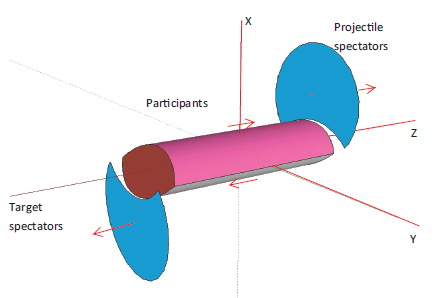 X
Projectile
spectators
Participants
Z
Target
spectators
Y